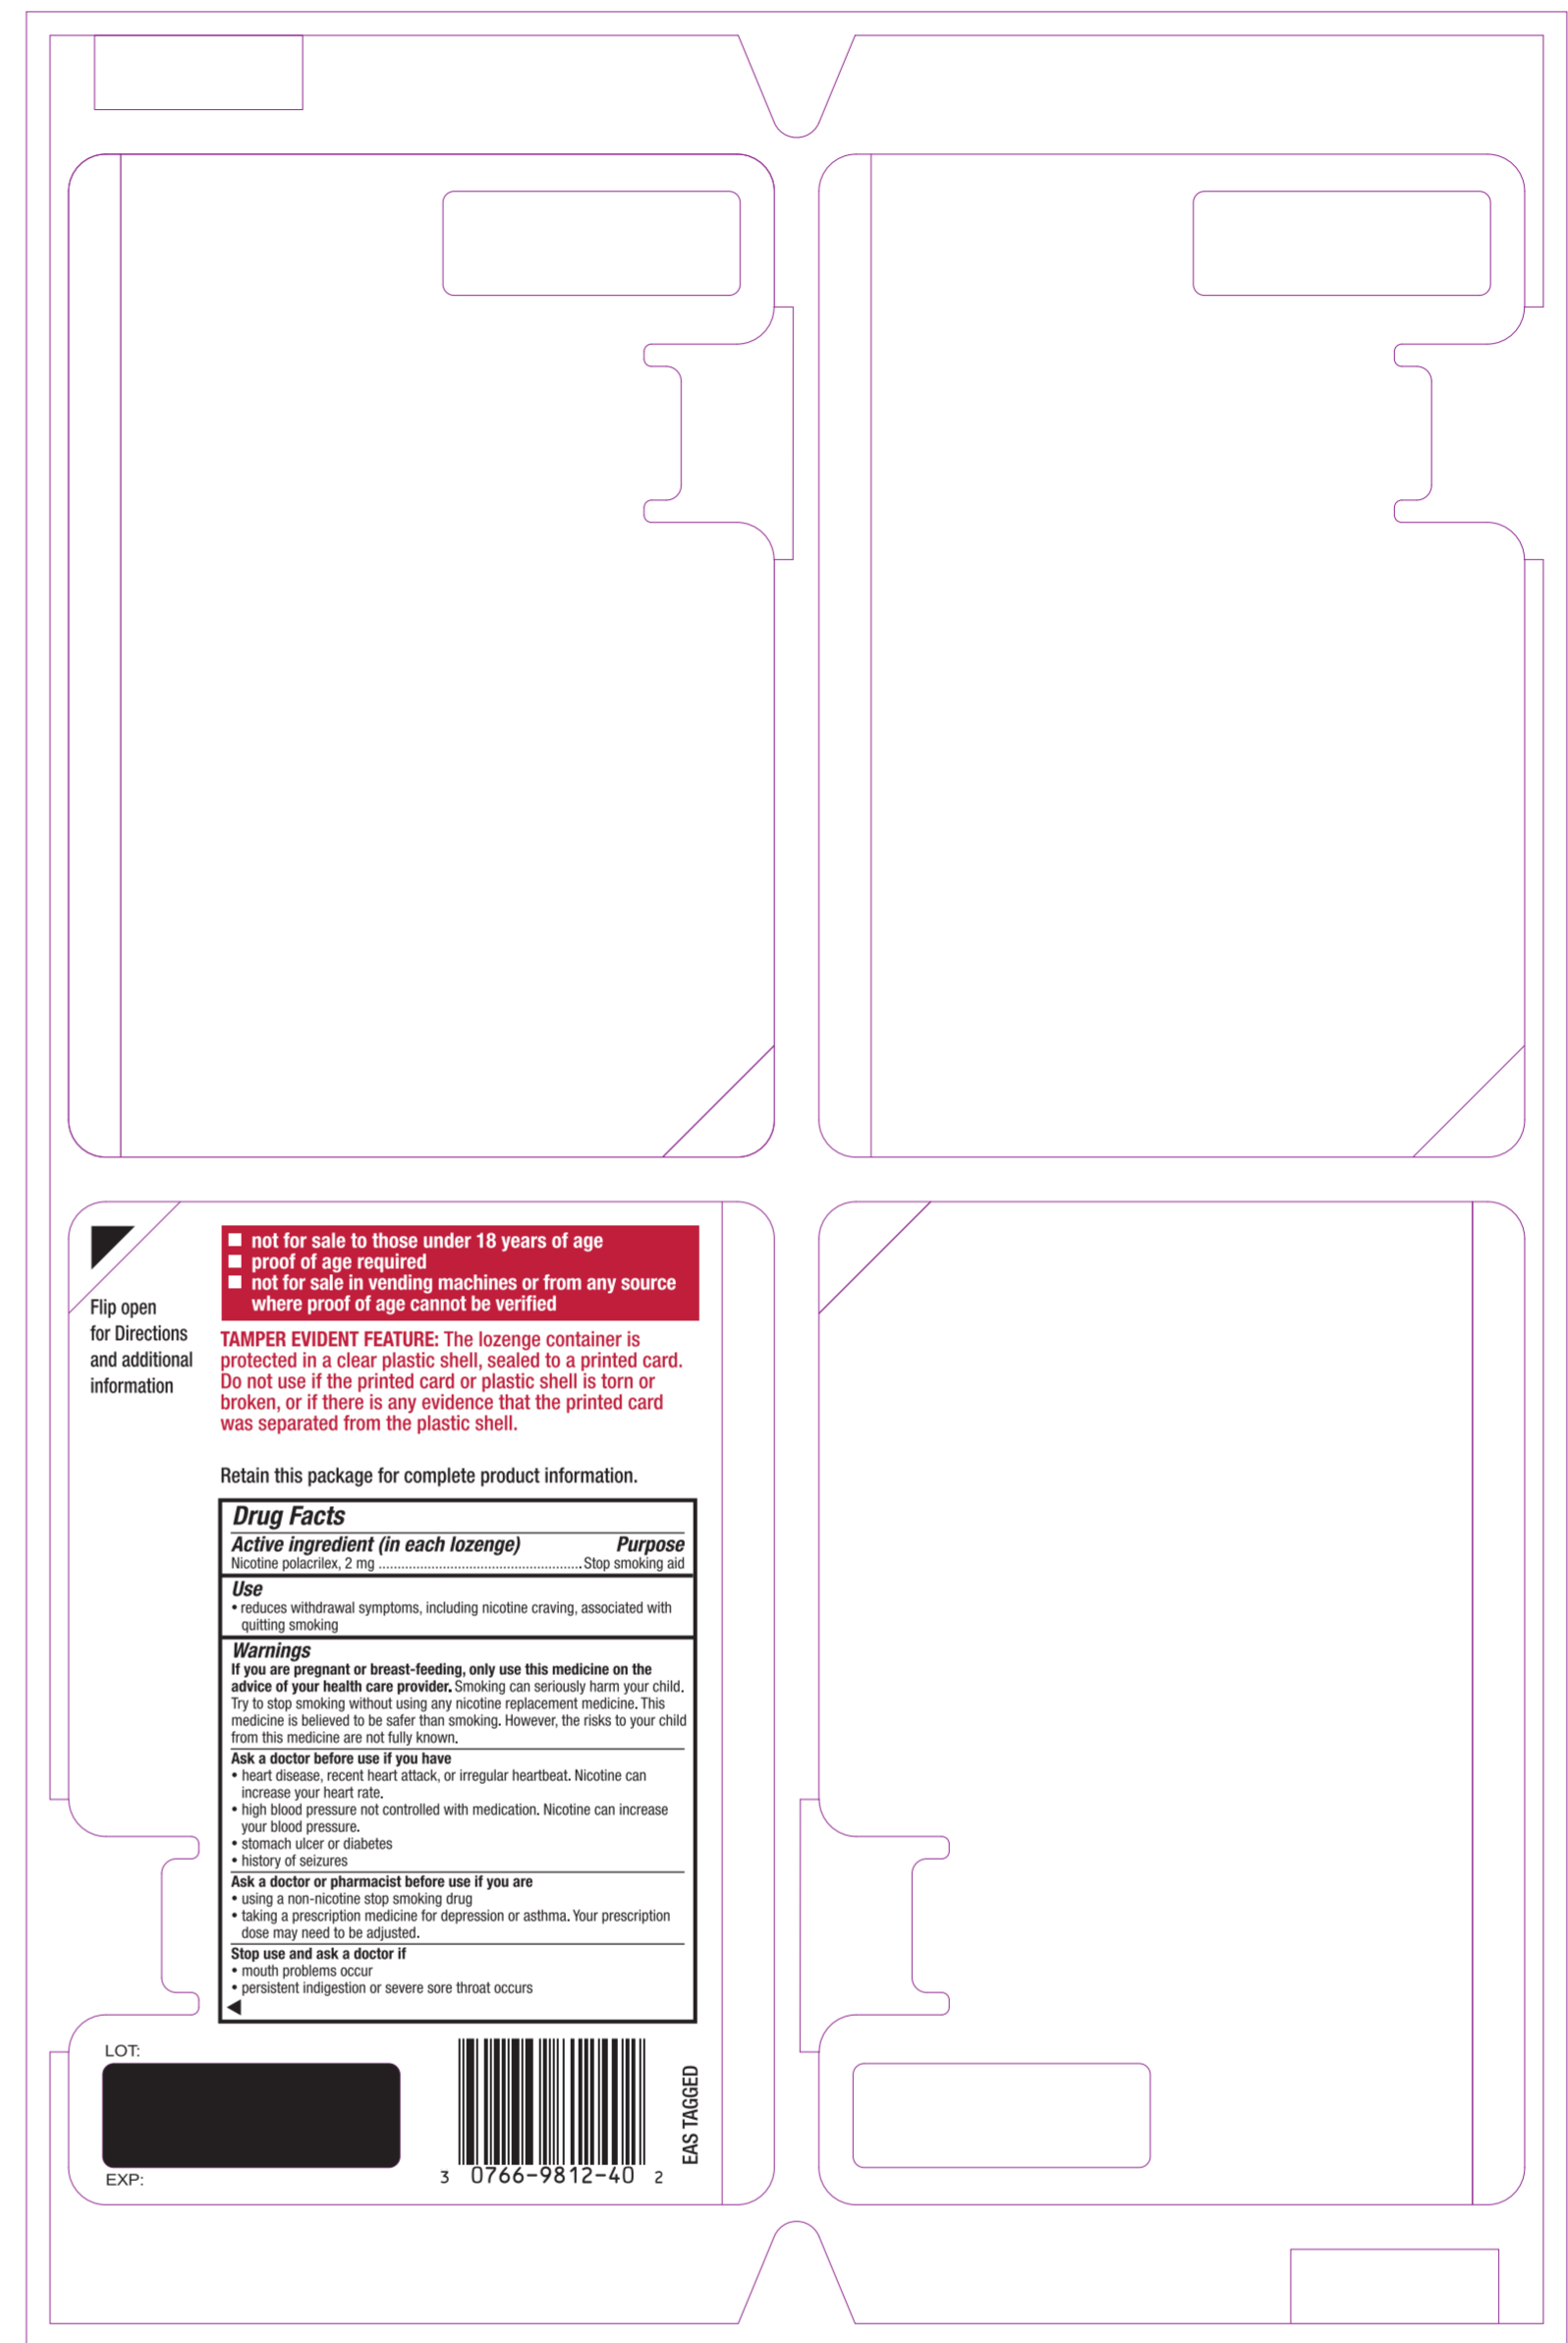 Flip open
for Directions
and additional
information
not for sale to those under 18 years of age
proof of age required
not for sale in vending machines or from any source
where proof of age cannot be verified
TAMPER EVIDENT FEATURE: The lozenge container is
protected in a clear plastic shell, sealed to a printed card.
Do not use if the printed card or plastic shell is torn or
broken, or if there is any evidence that the printed card
was separated from the plastic shell.
Retain this package for complete product information.
Drug Facts
Active ingredient (in each lozenge) Purpose
Nicotine polacrilex, 2 mg ......................................................Stop smoking aid
Use
• reduces withdrawal symptoms, including nicotine craving, associated with
quitting smoking
Warnings
If you are pregnant or breast-feeding, only use this medicine on the
advice of your health care provider. Smoking can seriously harm your child.
Try to stop smoking without using any nicotine replacement medicine. This
medicine is believed to be safer than smoking. However, the risks to your child
from this medicine are not fully known.
Ask a doctor before use if you have
• heart disease, recent heart attack, or irregular heartbeat. Nicotine can
increase your heart rate.
• high blood pressure not controlled with medication. Nicotine can increase
your blood pressure.
• stomach ulcer or diabetes
• history of seizures
Ask a doctor or pharmacist before use if you are
• using a non-nicotine stop smoking drug
• taking a prescription medicine for depression or asthma. Your prescription
dose may need to be adjusted.
Stop use and ask a doctor if
• mouth problems occur
• persistent indigestion or severe sore throat occurs
LOT:
EXP:
3 0766-9812-40 2
EAS TAGGED